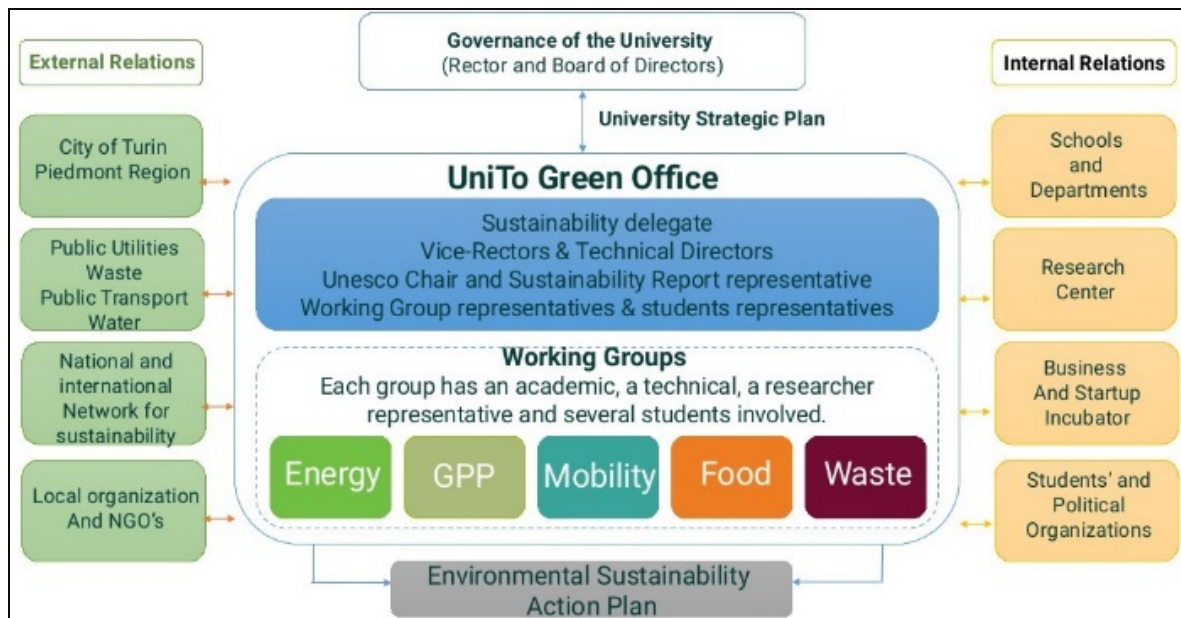 Governance of the University
(Rector and Board of Directors)
University Strategic Plan
External Relations
City of Turin
Piedmont Region
Public Utilities
Waste
Public Transport
Water
National and
international
Network for
sustainability
Local organization
And NGO's
UniTo Green Office
Sustainability delegate
Vice-Rectors & Technical Directors
Unesco Chair and Sustainability Report representative
Working Group representatives & students representatives
Working Groups
Each group has an academic, a technical, a researcher
representative and several students involved.
Energy
GPP
Mobility
Food
Waste
Internal Relations
Schools
and
Departments
Research
Center
Business
And Startup
Incubator
Students' and
Political
Organizations
Environmental Sustainability
Action Plan